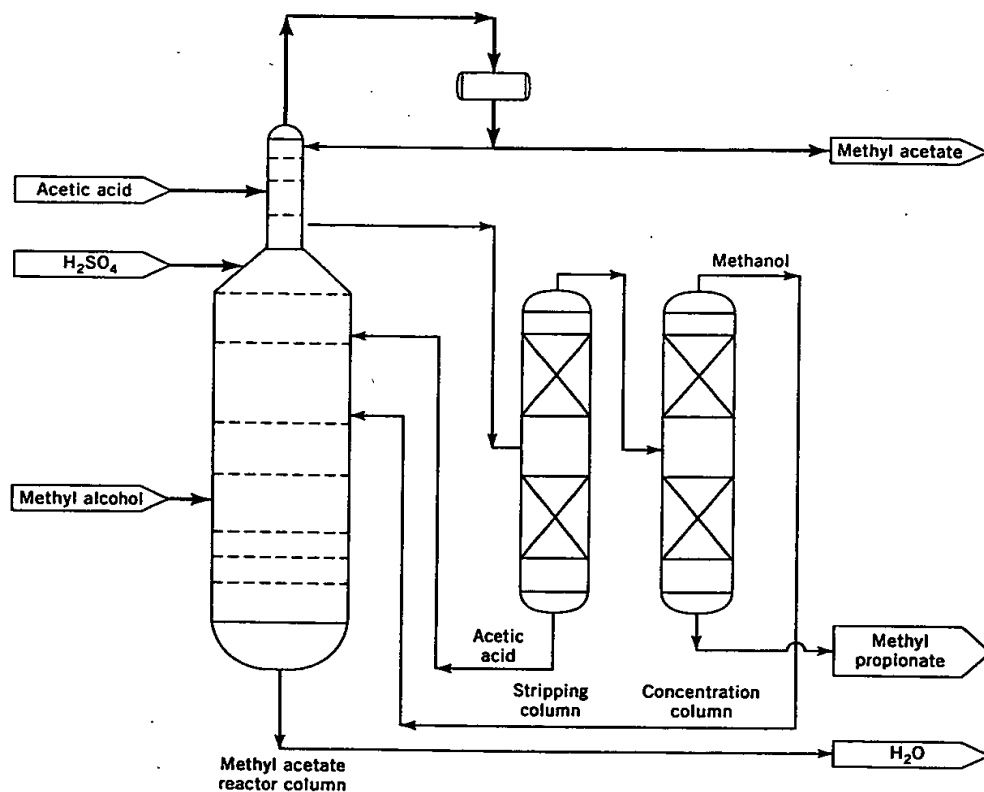 Methyl acetate
Acetic acid
H₂SO₄
Methanol
Methyl alcohol
Acetic
acid
Stripping
column
Concentration
column
Methyl
propionate
H₂O
Methyl acetate
reactor column